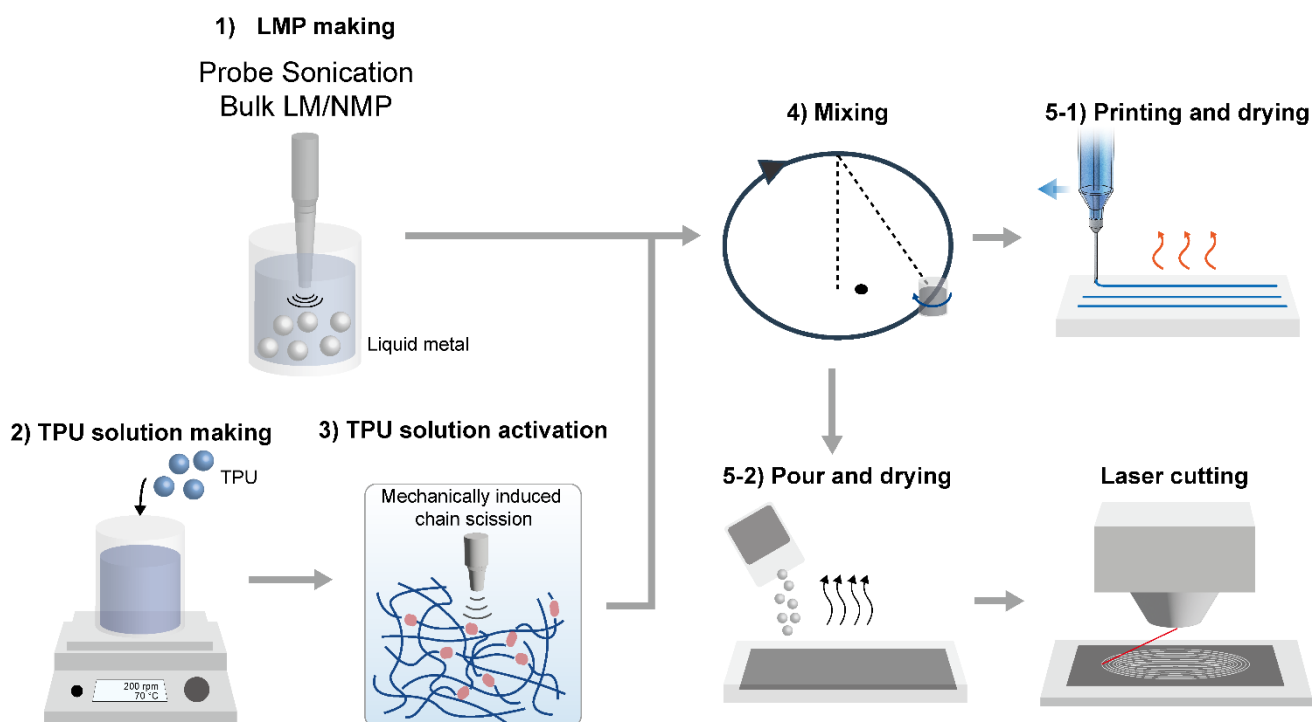 1) LMP making
Probe Sonication
Bulk LM/NMP
Liquid metal
4) Mixing
5-1) Printing and drying
2) TPU solution making
TPU
200 rpm
70 °C
3) TPU solution activation
Mechanically induced
chain scission
5-2) Pour and drying
Laser cutting